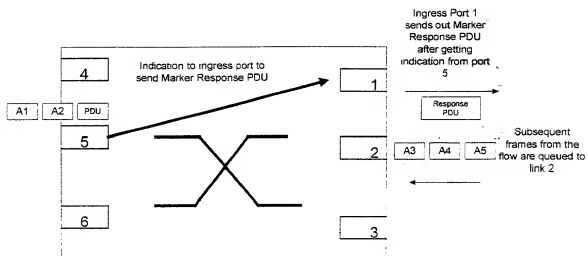 Ingress Port 1
sends out Marker
Response PDU
after getting
indication from port
5
Indication to ingress port to
send Marker Response PDU
4
1
Response
PDU
A1 A2 PDU
5
2
A3 A4 A5
Subsequent
frames from the
flow are queued to
link 2
6
3